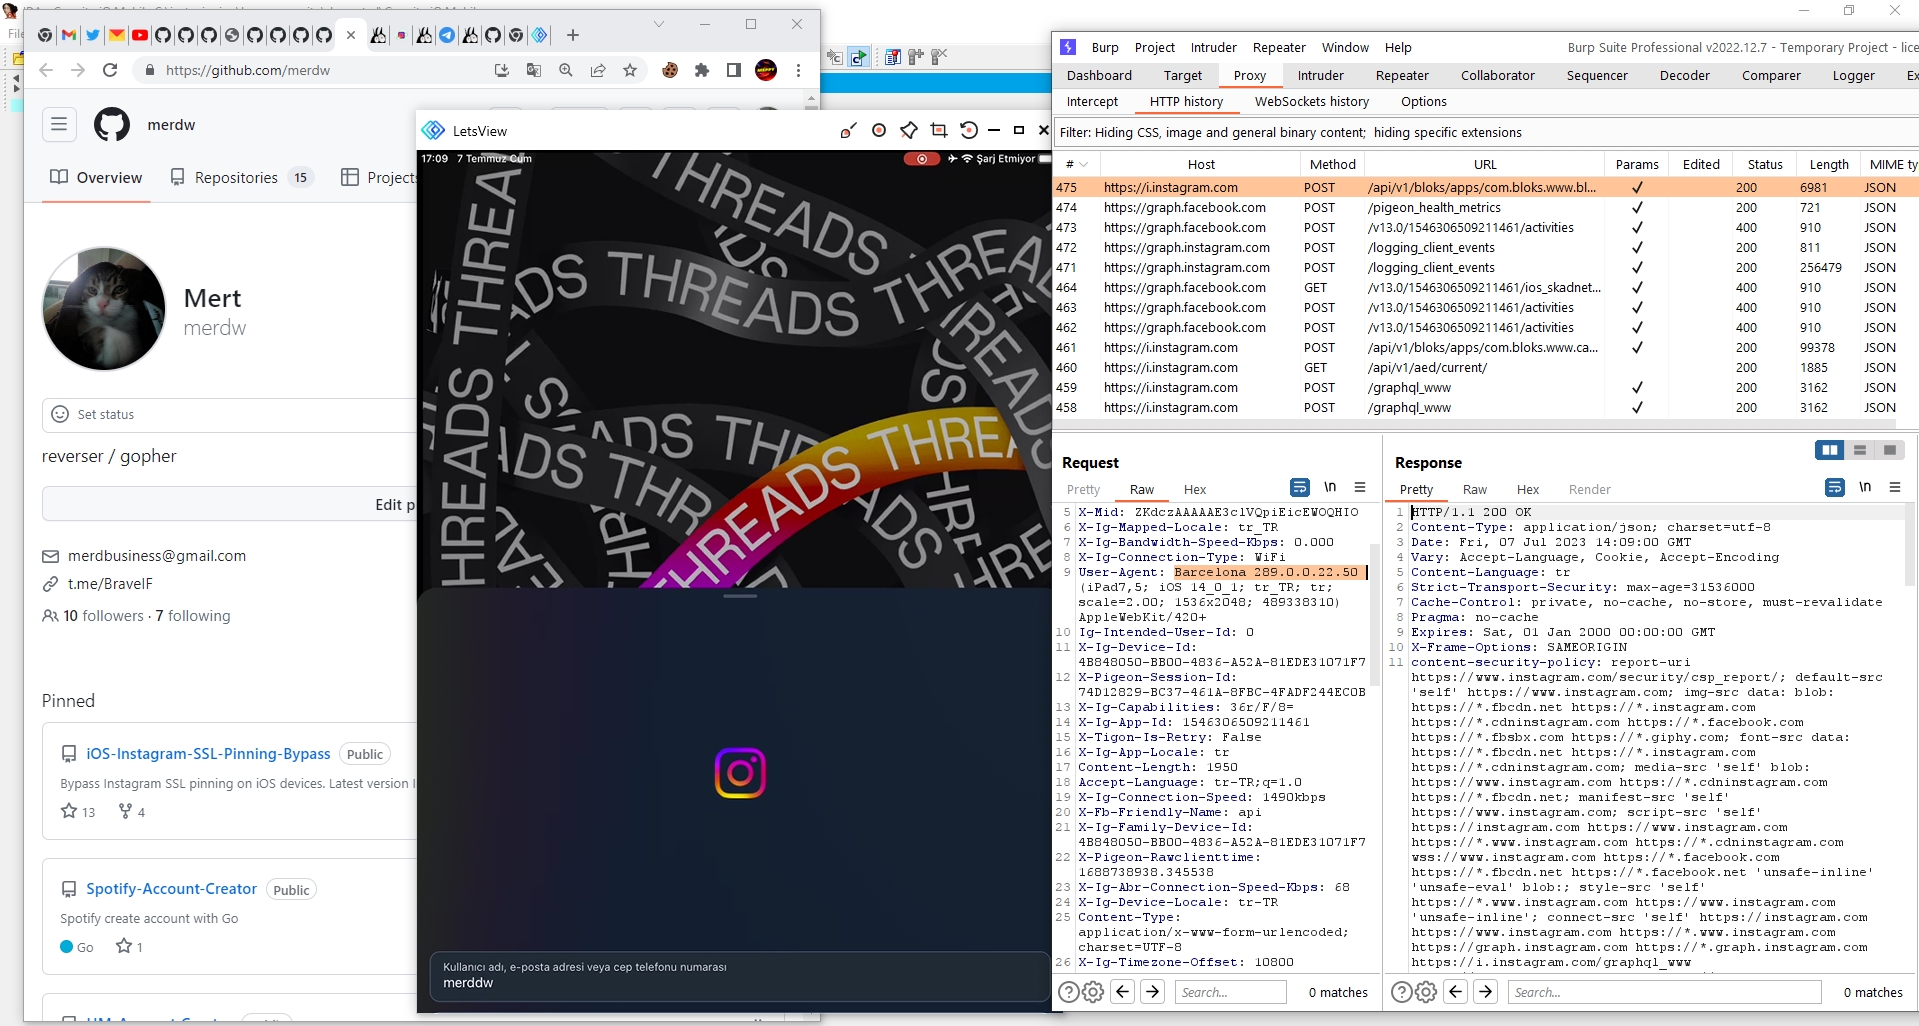 File
https://github.com/merdw
merdw
Overview
Repositories 15
Projects
Mert
merdw
Set status
reverser / gopher
Edit p
merdbusiness@gmail.com
t.me/BraveIF
10 followers · 7 following
Pinned
iOS-Instagram-SSL-Pinning-Bypass Public
Bypass Instagram SSL pinning on iOS devices. Latest version I
13 4
Spotify-Account-Creator Public
Spotify create account with Go
Go 1
LetsView
17:09 7 Temmuz Cum
Şarj Etmiyor
THREADS
THREADS
THREADS
THREADS
THREADS THREA
THREADS
Kullanıcı adı, e-posta adresi veya cep telefonu numarası
merddw
Burp Project Intruder Repeater Window Help
Burp Suite Professional v2022.12.7 - Temporary Project - lice
Dashboard Target Proxy Intruder Repeater Collaborator Sequencer Decoder Comparer Logger Ex
Intercept HTTP history WebSockets history Options
Filter: Hiding CSS, image and general binary content; hiding specific extensions
# Host Method URL Params Edited Status Length MIME ty
475 https://i.instagram.com POST /api/v1/bloks/apps/com.bloks.www.bl... ✓ 200 6981 JSON
474 https://graph.facebook.com POST /pigeon_health_metrics ✓ 200 721 JSON
473 https://graph.facebook.com POST /v13.0/1546306509211461/activities ✓ 400 910 JSON
472 https://graph.instagram.com POST /logging_client_events ✓ 200 811 JSON
471 https://graph.instagram.com POST /logging_client_events ✓ 200 256479 JSON
464 https://graph.facebook.com GET /v13.0/1546306509211461/ios_skadnet... ✓ 400 910 JSON
463 https://graph.facebook.com POST /v13.0/1546306509211461/activities ✓ 400 910 JSON
462 https://graph.facebook.com POST /v13.0/1546306509211461/activities ✓ 400 910 JSON
461 https://i.instagram.com POST /api/v1/bloks/apps/com.bloks.www.ca... ✓ 200 99378 JSON
460 https://i.instagram.com GET /api/v1/aed/current/ 200 1885 JSON
459 https://i.instagram.com POST /graphql_www ✓ 200 3162 JSON
458 https://i.instagram.com POST /graphql_www ✓ 200 3162 JSON
Request
Pretty Raw Hex \n
5 X-Mid: ZKdczAAAAAE3clVQpiEicEWOQHIO
6 X-Ig-Mapped-Locale: tr_TR
7 X-Ig-Bandwidth-Speed-Kbps: 0.000
8 X-Ig-Connection-Type: WiFi
9 User-Agent: Barcelona 289.0.0.22.50
(iPad7,5; iOS 14_0_1; tr_TR; tr;
scale=2.00; 1536x2048; 489338310)
AppleWebKit/420+
10 Ig-Intended-User-Id: 0
11 X-Ig-Device-Id:
4B848050-BB00-4836-A52A-81EDE31071F7
12 X-Pigeon-Session-Id:
74D12829-BC37-461A-8FBC-4FADF244EC0B
13 X-Ig-Capabilities: 36r/F/8=
14 X-Ig-App-Id: 1546306509211461
15 X-Tigon-Is-Retry: False
16 X-Ig-App-Locale: tr
17 Content-Length: 1950
18 Accept-Language: tr-TR;q=1.0
19 X-Ig-Connection-Speed: 1490kbps
20 X-Fb-Friendly-Name: api
21 X-Ig-Family-Device-Id:
4B848050-BB00-4836-A52A-81EDE31071F7
22 X-Pigeon-Rawclienttime:
1688738938.345538
23 X-Ig-Abr-Connection-Speed-Kbps: 68
24 X-Ig-Device-Locale: tr-TR
25 Content-Type:
application/x-www-form-urlencoded;
charset=UTF-8
26 X-Ig-Timezone-Offset: 10800
Search... 0 matches
Response
Pretty Raw Hex Render \n
1 HTTP/1.1 200 OK
2 Content-Type: application/json; charset=utf-8
3 Date: Fri, 07 Jul 2023 14:09:00 GMT
4 Vary: Accept-Language, Cookie, Accept-Encoding
5 Content-Language: tr
6 Strict-Transport-Security: max-age=31536000
7 Cache-Control: private, no-cache, no-store, must-revalidate
8 Pragma: no-cache
9 Expires: Sat, 01 Jan 2000 00:00:00 GMT
10 X-Frame-Options: SAMEORIGIN
11 content-security-policy: report-uri
https://www.instagram.com/security/csp_report/; default-src
'self' https://www.instagram.com; img-src data: blob:
https://*.fbcdn.net https://*.instagram.com
https://*.cdninstagram.com https://*.facebook.com
https://*.fbsbx.com https://*.giphy.com; font-src data:
https://*.fbcdn.net https://*.instagram.com
https://*.cdninstagram.com; media-src 'self' blob:
https://www.instagram.com https://*.cdninstagram.com
https://*.fbcdn.net; manifest-src 'self'
https://www.instagram.com; script-src 'self'
https://instagram.com https://www.instagram.com
https://*.www.instagram.com https://*.cdninstagram.com
wss://www.instagram.com https://*.facebook.com
https://*.fbcdn.net https://*.facebook.net 'unsafe-inline'
'unsafe-eval' blob:; style-src 'self'
https://*.www.instagram.com https://www.instagram.com
'unsafe-inline'; connect-src 'self' https://instagram.com
https://www.instagram.com https://*.www.instagram.com
https://graph.instagram.com https://*.graph.instagram.com
https://i.instagram.com/graphql_www
Search... 0 matches